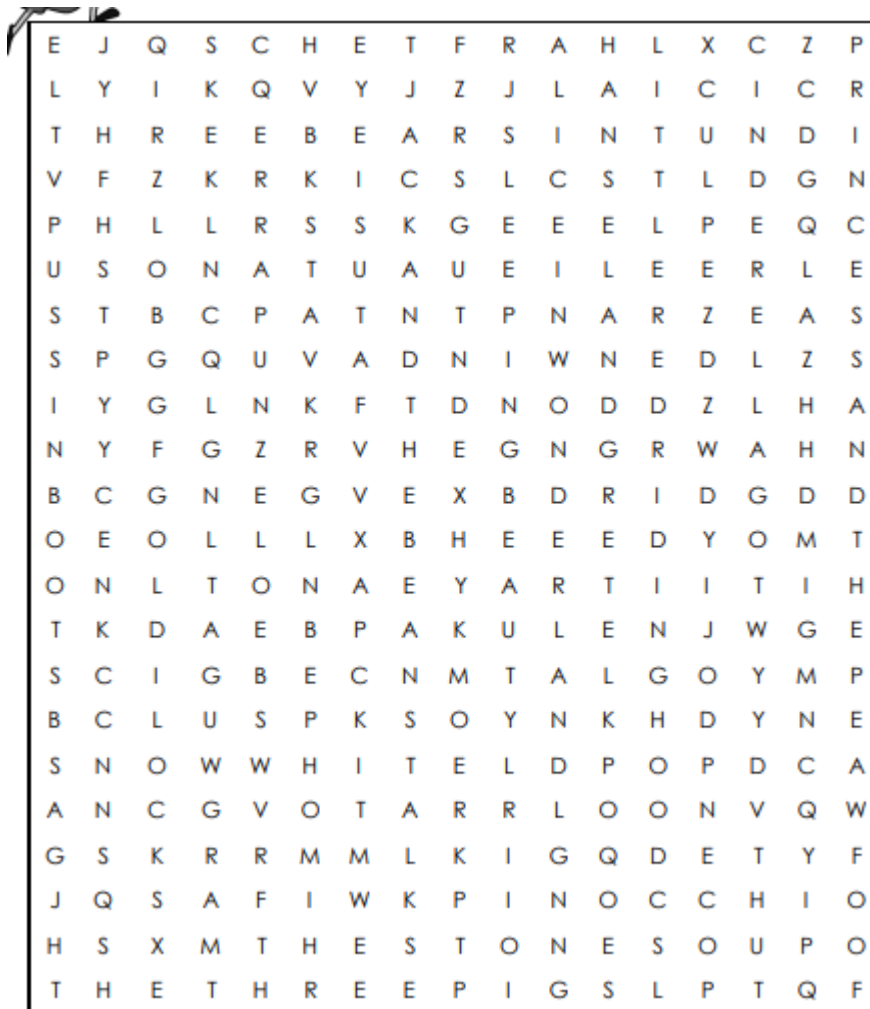 E J Q S C H E T F R A H L X C Z P
L Y I K Q V Y J Z J L A I C I C R
T H R E E B E A R S I N T U N D I
V F Z K R K I C S L C S T L D G N
P H L L R S S K G E E E L P E Q C
U S O N A T U A U E I L E E R L E
S T B C P A T N T P N A R Z E A S
S P G Q U V A D N I W N E D L Z S
I Y G L N K F T D N O D D Z L H A
N Y F G Z R V H E G N G R W A H N
B C G N E G V E X B D R I D G D D
O E O L L L X B H E E E D Y O M T
O N L T O N A E Y A R T I I T I H
T K D A E B P A K U L E N J W G E
S C I G B E C N M T A L G O Y M P
B C L U S P K S O Y N K H D Y N E
S N O W W H I T E L D P O P D C A
A N C G V O T A R R L O O N V Q W
G S K R R M M L K I G Q D E T Y F
J Q S A F I W K P I N O C C H I O
H S X M T H E S T O N E S O U P O
T H E T H R E E P I G S L P T Q F